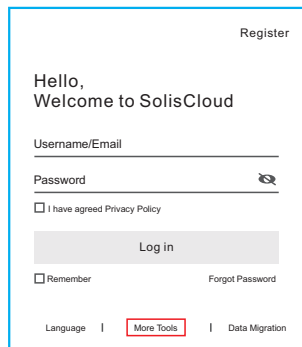 Register
Hello,
Welcome to SolisCloud
Username/Email
Password
I have agreed Privacy Policy
Log in
Remember Forgot Password
Language | More Tools | Data Migration